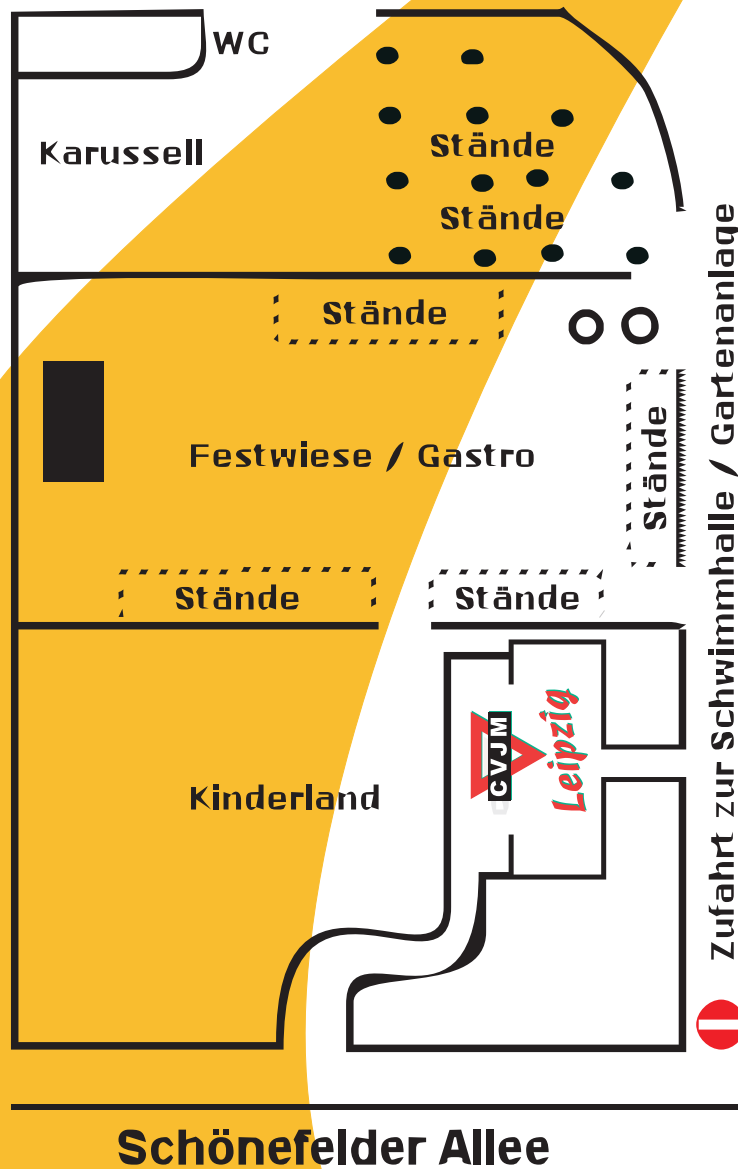 WC
Karussell
Stände
Stände
Stände
Festwiese / Gastro
Stände
Stände
Stände
Kinderland
CVJM
Leipzig
Zufahrt zur Schwimmhalle / Gartenanlage
Schönefelder Allee